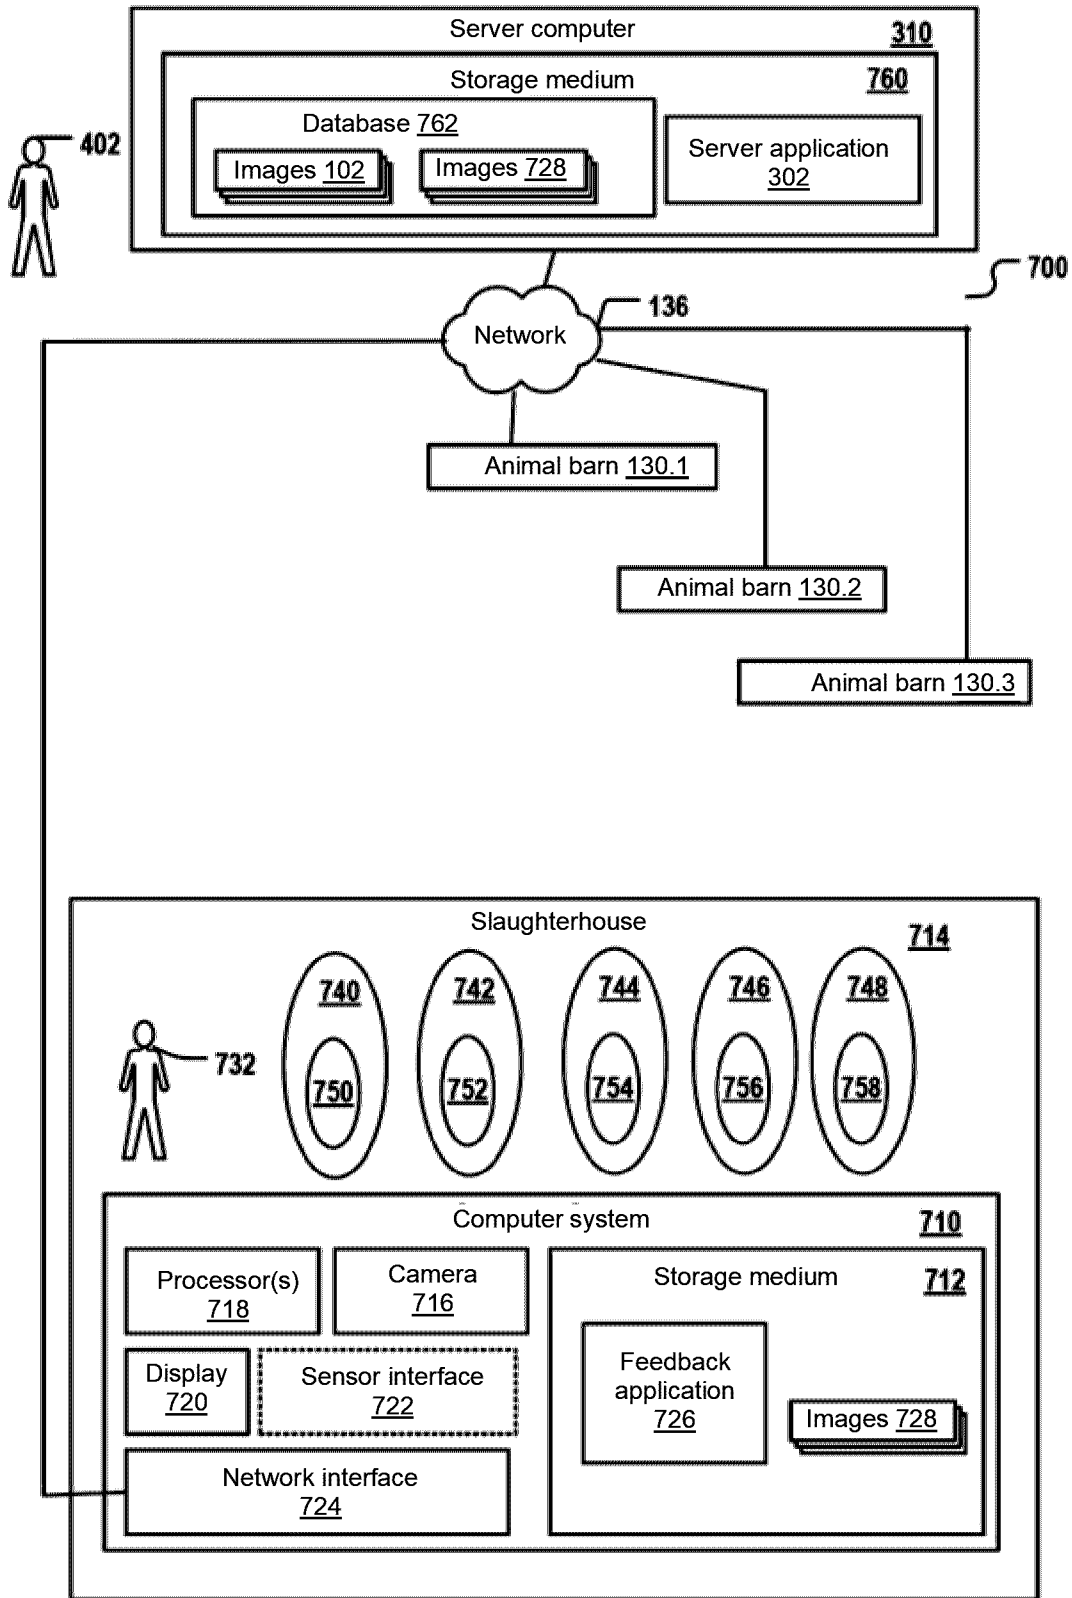 Server computer 310
Storage medium 760
Database 762
Images 102
Images 728
Server application
302
402
700
136
Network
Animal barn 130.1
Animal barn 130.2
Animal barn 130.3
Slaughterhouse
714
740 742 744 746 748
732
750 752 754 756 758
Computer system 710
Processor(s)
718
Camera
716
Storage medium 712
Display
720
Sensor interface
722
Feedback
application
726
Images 728
Network interface
724